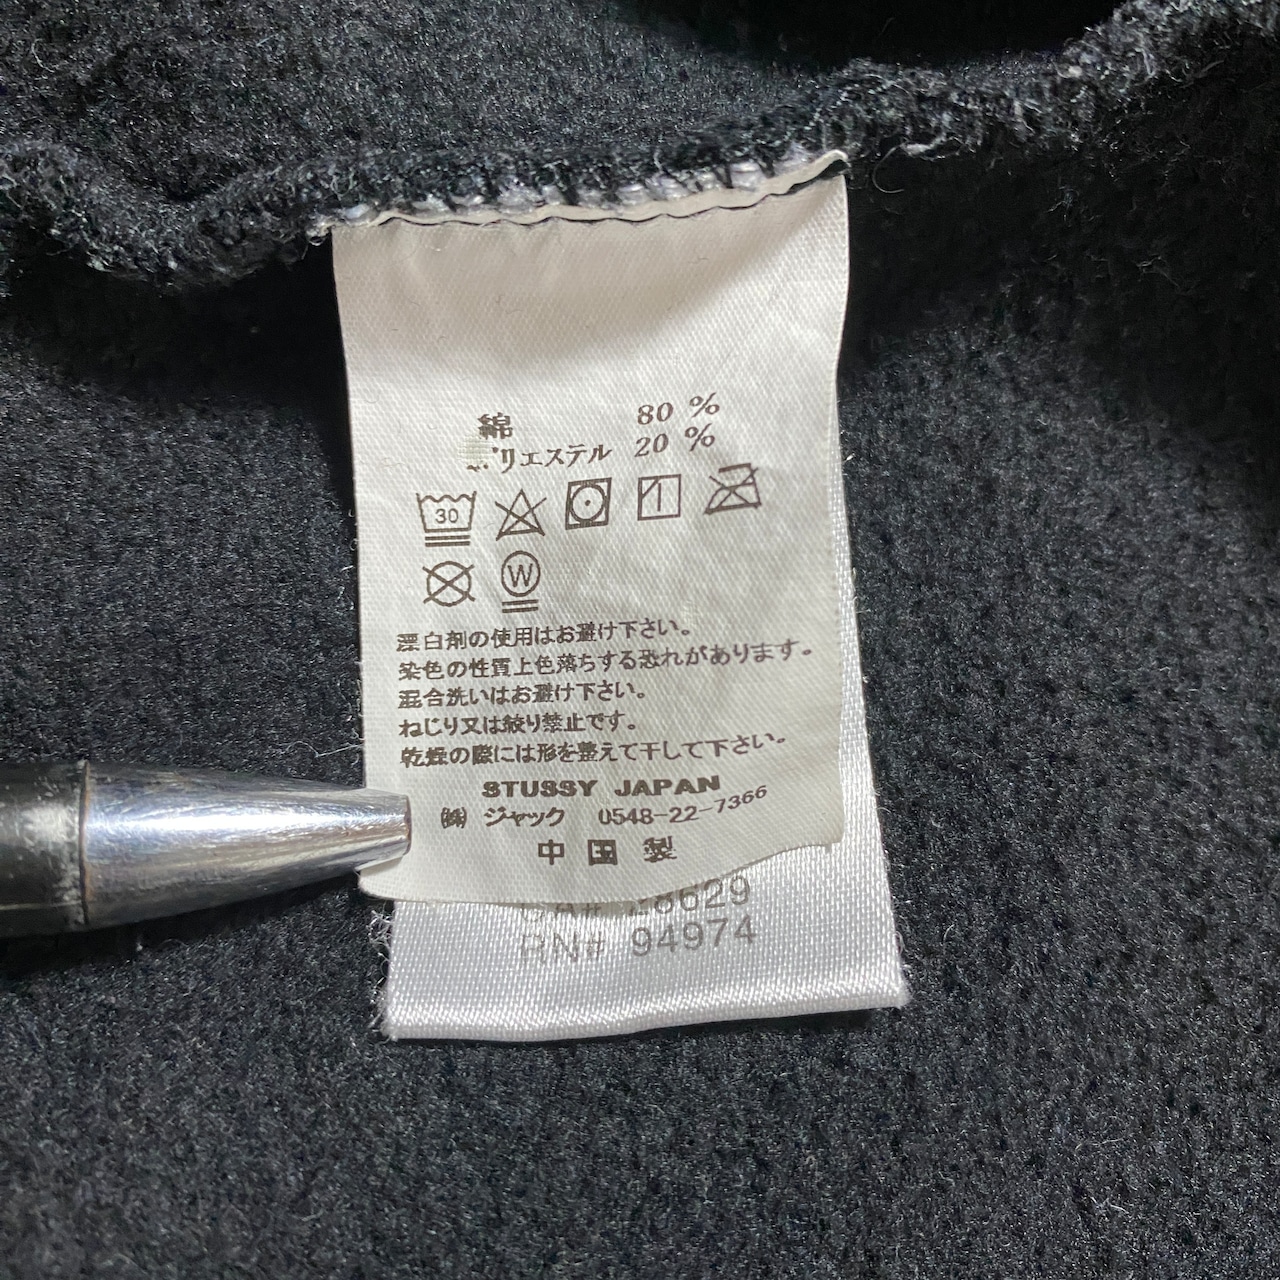 綿 80 %
ポリエステル 20 %
30
W
漂白剤の使用はお避け下さい。
染色の性質上色落ちする恐れがあります。
混合洗いはお避け下さい。
ねじり又は絞り禁止です。
乾燥の際には形を整えて干して下さい。
STUSSY JAPAN
㈱ ジャック 0548-22-7366
中国製
RN# 94974